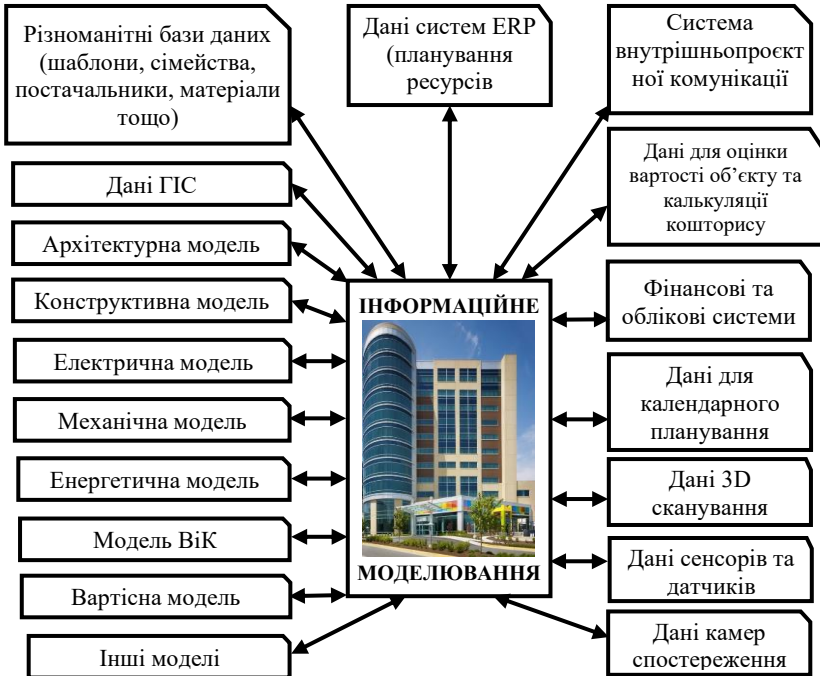 Різноманітні бази даних
(шаблони, сімейства,
постачальники, матеріали
тощо)
Дані систем ERP
(планування
ресурсів
Система
внутрішньопроєкт
ної комунікації
Дані для оцінки
вартості об’єкту та
калькуляції
кошторису
Дані ГІС
Архітектурна модель
Конструктивна модель
Електрична модель
Механічна модель
Енергетична модель
Модель ВіК
Вартісна модель
Інші моделі
ІНФОРМАЦІЙНЕ
МОДЕЛЮВАННЯ
Фінансові та
облікові системи
Дані для
календарного
планування
Дані 3D
сканування
Дані сенсорів та
датчиків
Дані камер
спостереження